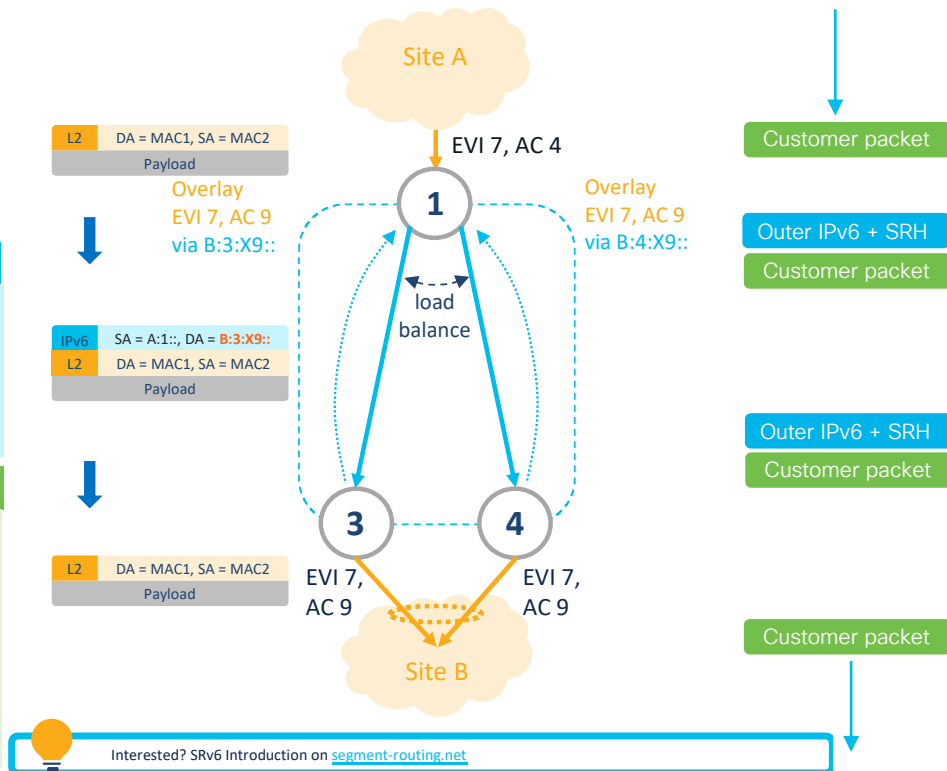 Site A
EVI 7, AC 4
L2 DA = MAC1, SA = MAC2
Payload
Overlay
EVI 7, AC 9
via B:3:X9::
1
Overlay
EVI 7, AC 9
via B:4:X9::
load
balance
IPv6 SA = A:1::, DA = B:3:X9::
L2 DA = MAC1, SA = MAC2
Payload
3
4
L2 DA = MAC1, SA = MAC2
Payload
EVI 7,
AC 9
EVI 7,
AC 9
Site B
Customer packet
Outer IPv6 + SRH
Customer packet
Outer IPv6 + SRH
Customer packet
Customer packet
Interested? SRv6 Introduction on segment-routing.net